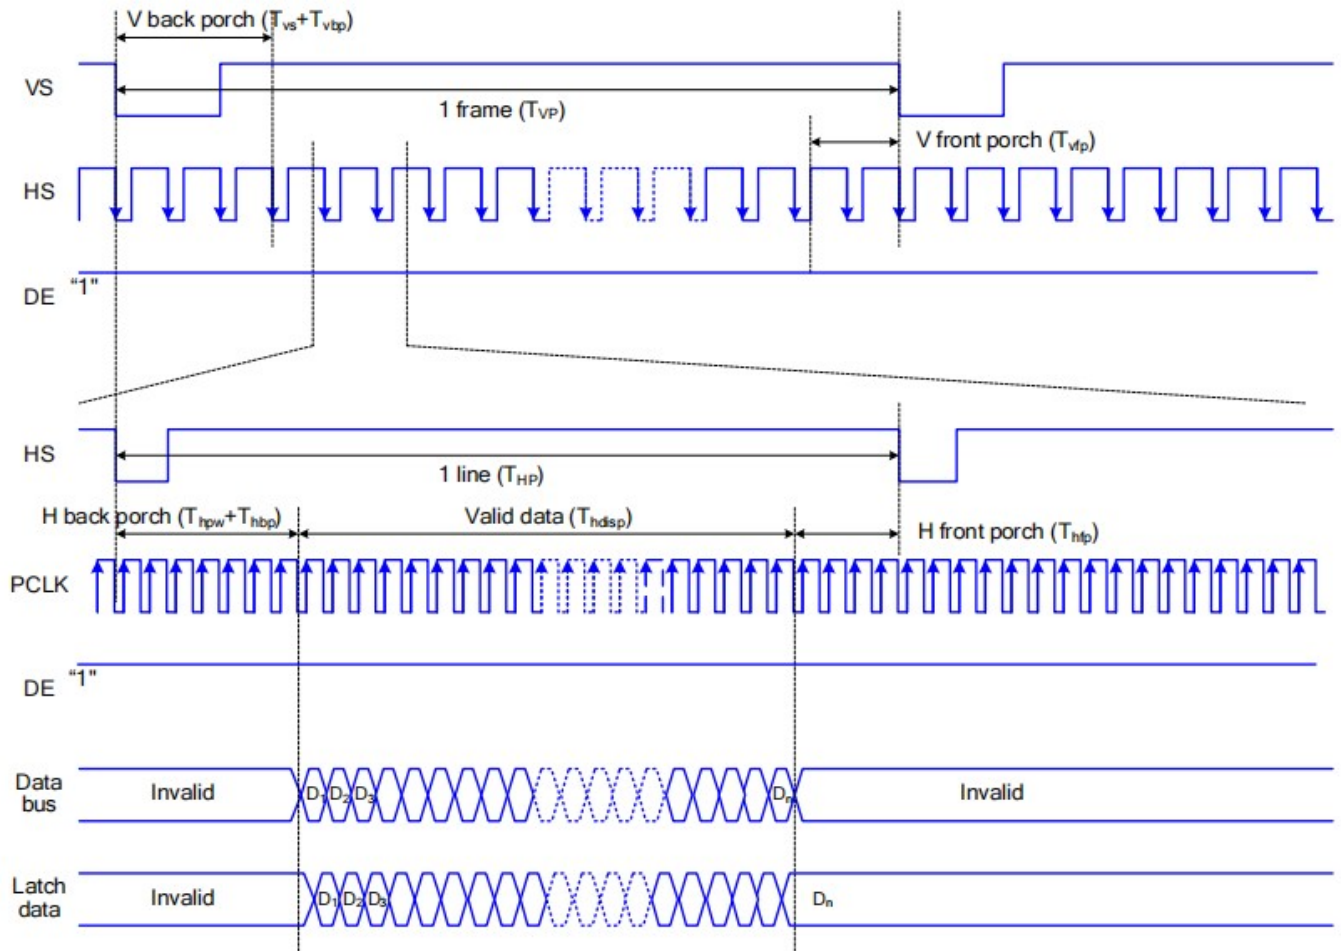 V back porch (Tvs+Tvbp)
VS
1 frame (TVP)
V front porch (Tvfp)
HS
DE "1"
HS
1 line (THP)
H back porch (Thpw+Thbp)
Valid data (Thdisp)
H front porch (Thfp)
PCLK
DE "1"
Data
bus
Invalid
D1 D2 D3
Dn
Invalid
Latch
data
Invalid
D1 D2 D3
Dn